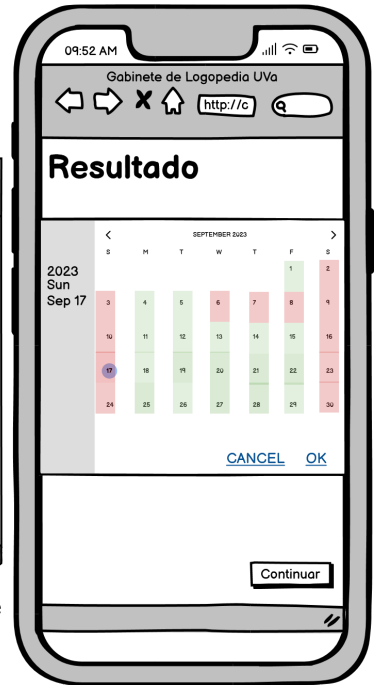 09:52 AM
Gabinete de Logopedia UVa
http://c
Resultado
SEPTEMBER 2023
S M T W T F S
2023
Sun
Sep 17
1 2
3 4 5 6 7 8 9
10 11 12 13 14 15 16
17 18 19 20 21 22 23
24 25 26 27 28 29 30
CANCEL OK
Continuar
e